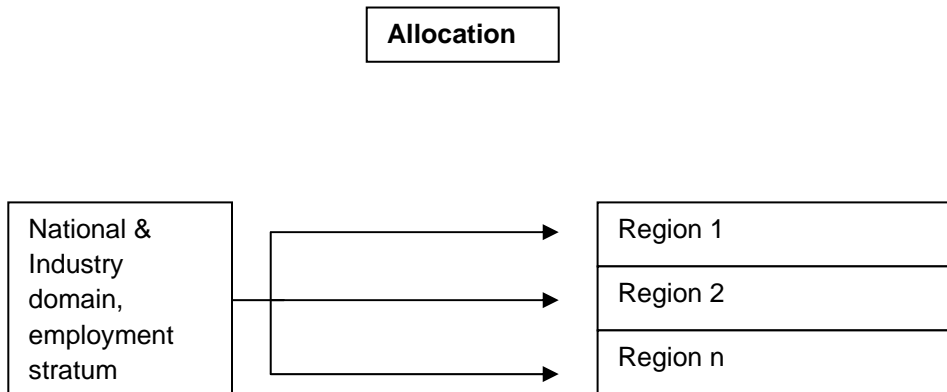 Allocation
National &
Industry
domain,
employment
stratum
Region 1
Region 2
Region n